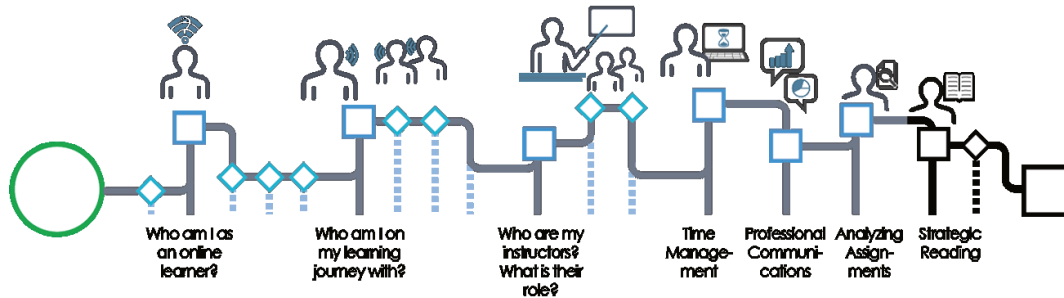 Who am I as
an online
learner?
Who am I on
my learning
journey with?
Who are my
instructors?
What is their
role?
Time
Manage-
ment
Professional
Communi-
cations
Analyzing
Assign-
ments
Strategic
Reading